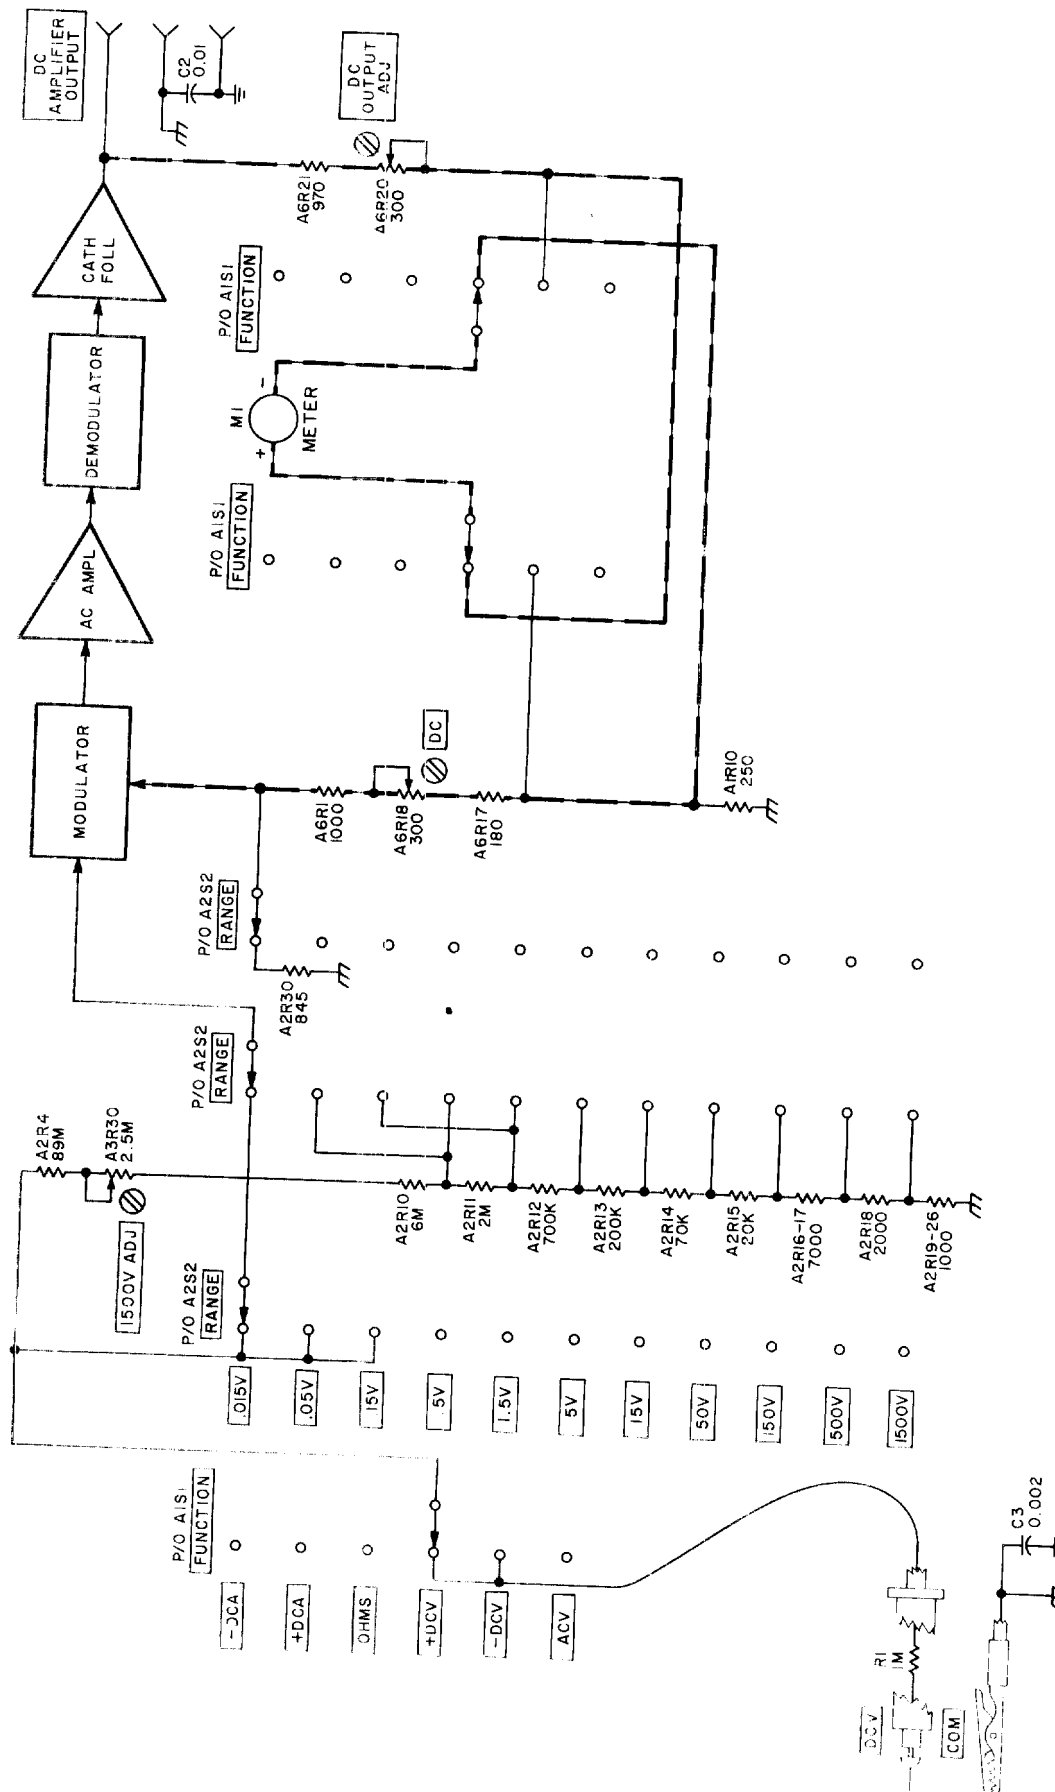 DC
AMPLIFIER
OUTPUT
C2
0.01
DC
OUTPUT
ADJ
A6R21
970
A6R20
300
CATH
FOLL
P/O A1S1
FUNCTION
DEMODULATOR
-
M1
+
METER
P/O A1S1
FUNCTION
AC AMPL
MODULATOR
DC
A6R1
1000
A6R18
300
A6R17
180
A1R10
250
P/O A2S2
RANGE
A2R30
845
P/O A2S2
RANGE
A2R4
89M
A3R30
2.5M
1500V ADJ
A2R10
6M
A2R11
2M
A2R12
700K
A2R13
200K
A2R14
70K
A2R15
20K
A2R16-17
7000
A2R18
2000
A2R19-26
1000
P/O A2S2
RANGE
.015V
.05V
.15V
.5V
1.5V
5V
15V
50V
150V
500V
1500V
P/O A1S1
FUNCTION
-DCA
+DCA
OHMS
+DCV
-DCV
ACV
R1
1M
DCV
COM
C3
0.002